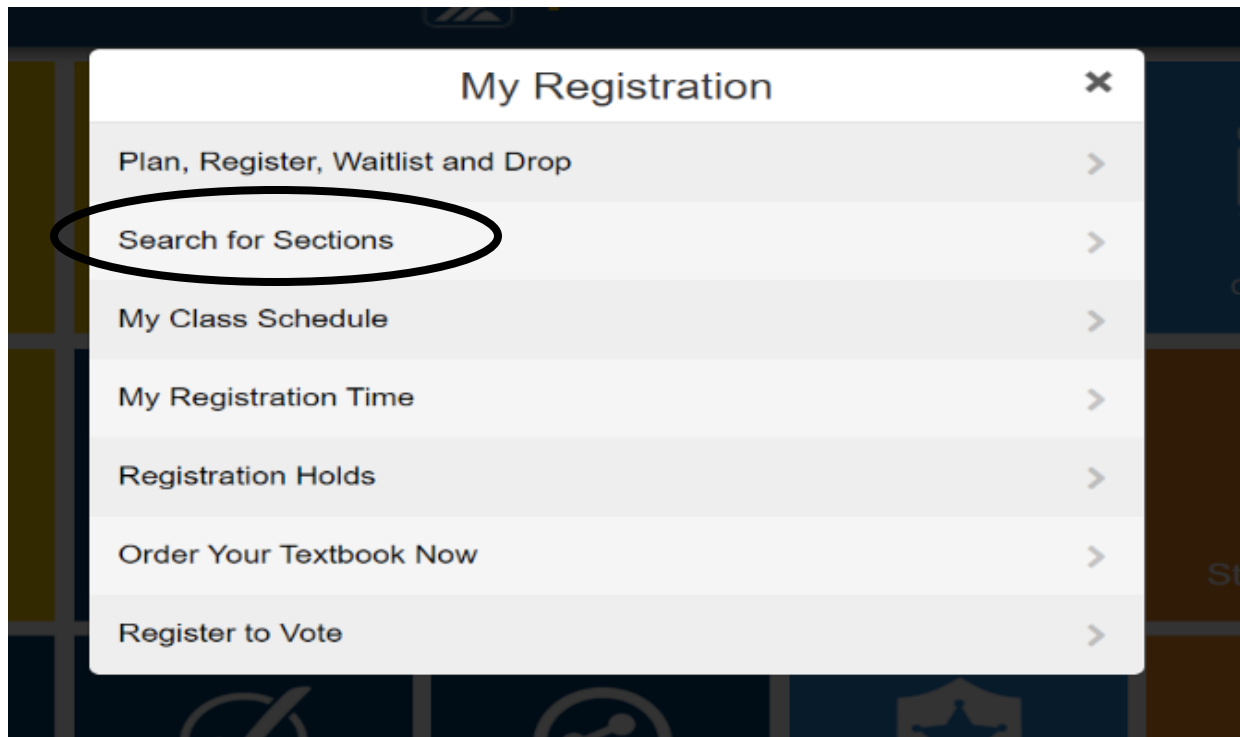 My Registration
Plan, Register, Waitlist and Drop
Search for Sections
My Class Schedule
My Registration Time
Registration Holds
Order Your Textbook Now
Register to Vote